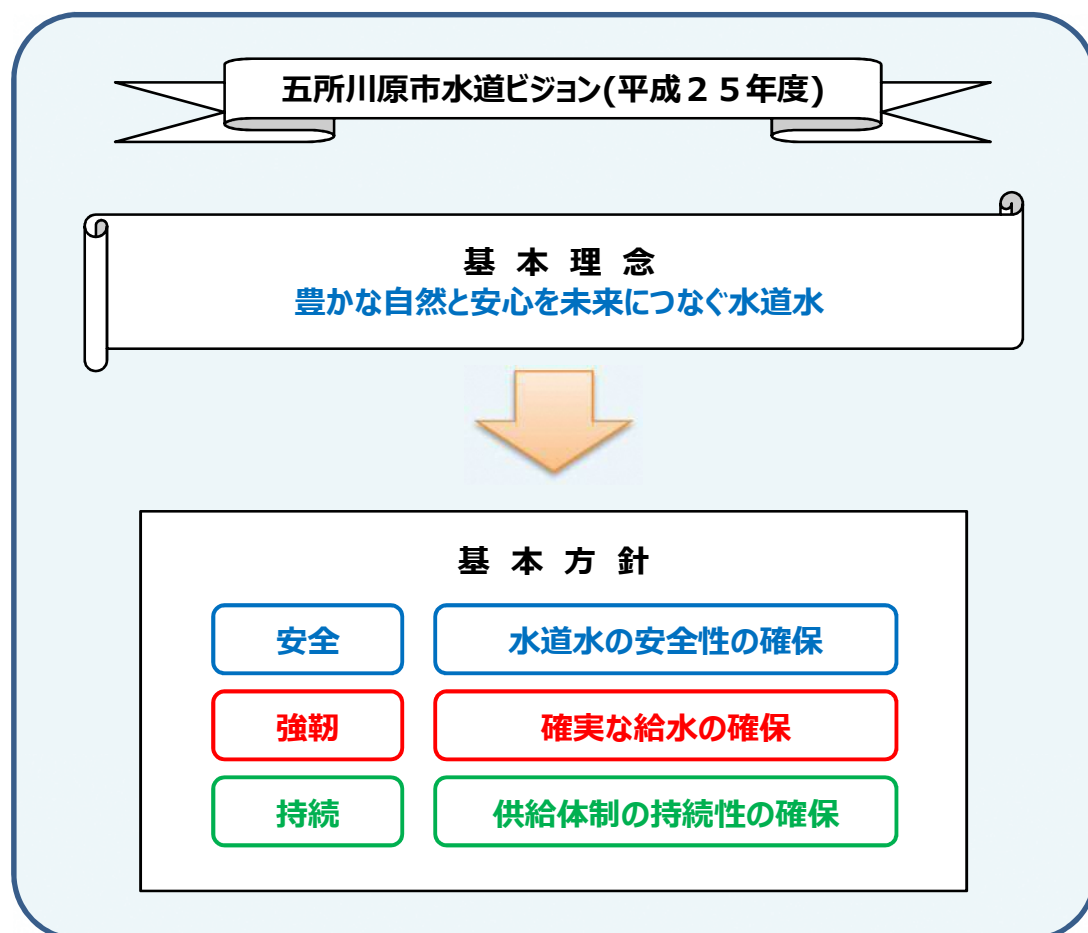 五所川原市水道ビジョン(平成２５年度)
基本理念
豊かな自然と安心を未来につなぐ水道水
基本方針
安全 水道水の安全性の確保
強靭 確実な給水の確保
持続 供給体制の持続性の確保